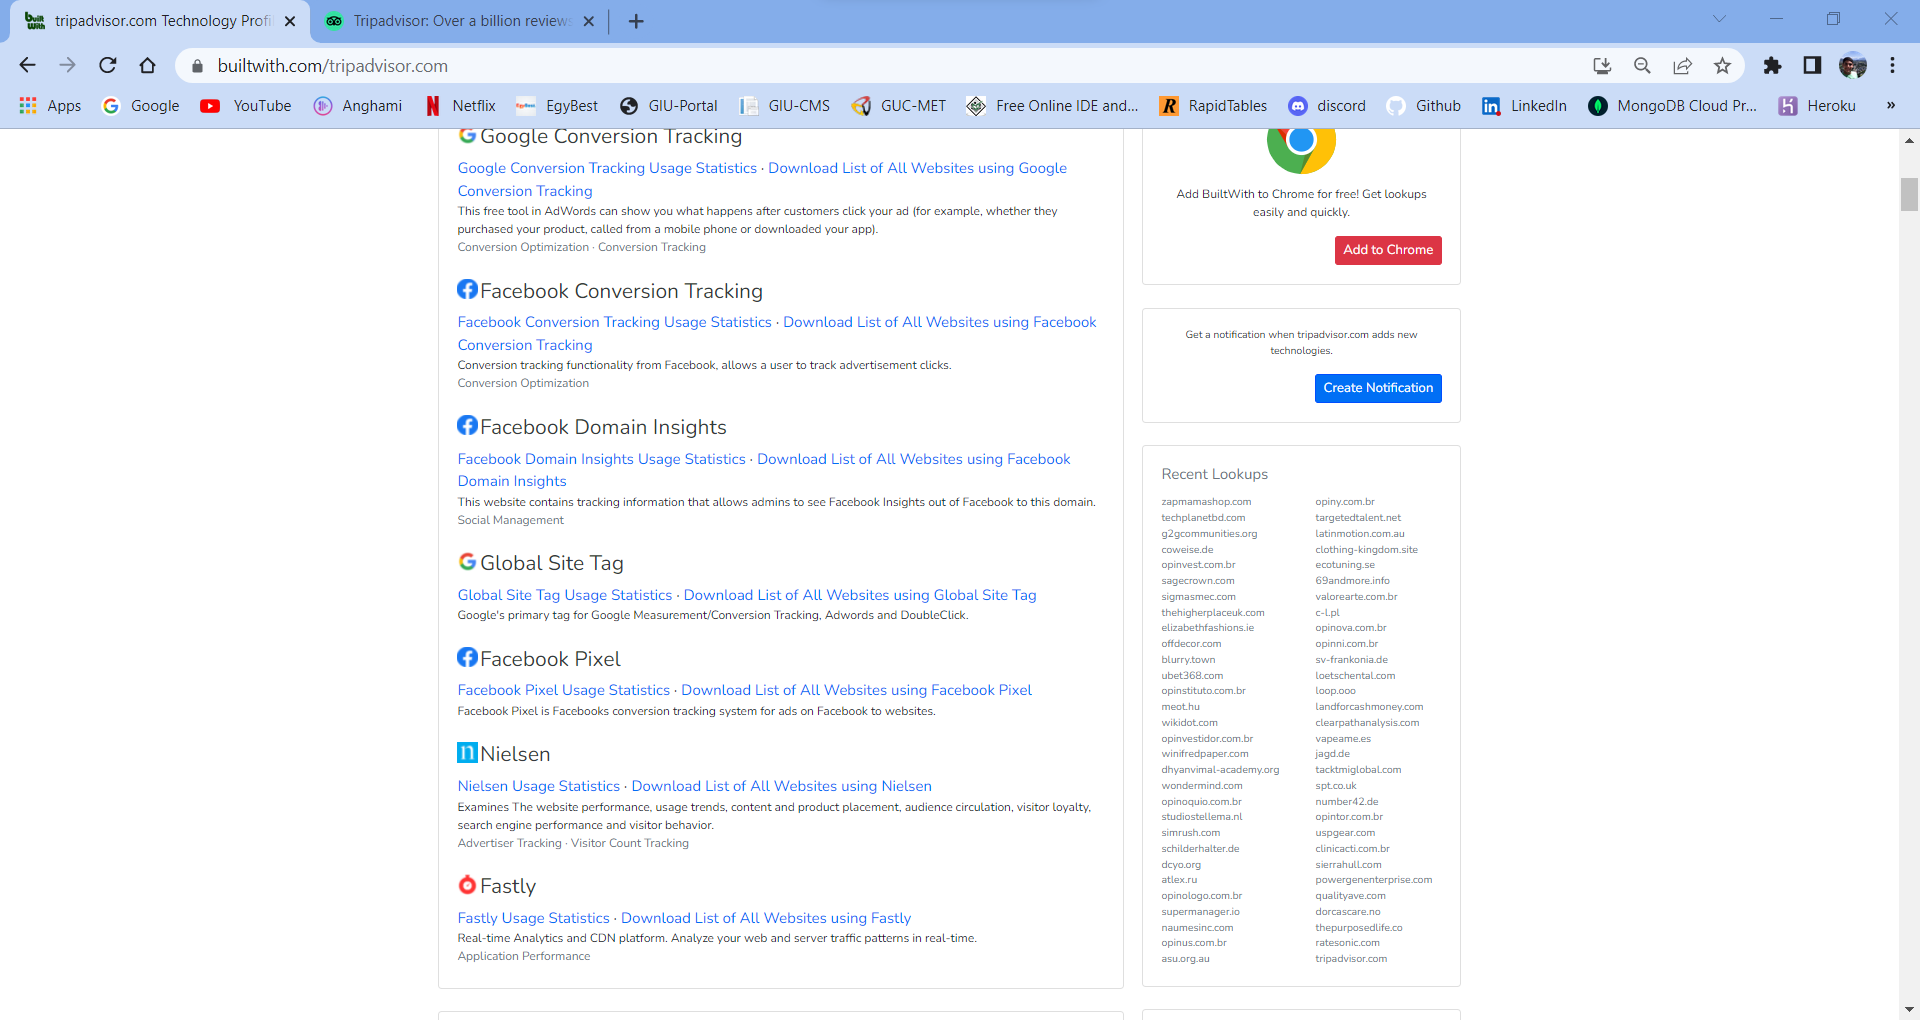 tripadvisor.com Technology Profi
Tripadvisor: Over a billion reviews
builtwith.com/tripadvisor.com
Apps
Google
YouTube
Anghami
Netflix
EgyBest
GIU-Portal
GIU-CMS
GUC-MET
Free Online IDE and...
RapidTables
discord
Github
LinkedIn
MongoDB Cloud Pr...
Heroku
»
Google Conversion Tracking
Google Conversion Tracking Usage Statistics · Download List of All Websites using Google
Conversion Tracking
This free tool in AdWords can show you what happens after customers click your ad (for example, whether they
purchased your product, called from a mobile phone or downloaded your app).
Conversion Optimization · Conversion Tracking
Facebook Conversion Tracking
Facebook Conversion Tracking Usage Statistics · Download List of All Websites using Facebook
Conversion Tracking
Conversion tracking functionality from Facebook, allows a user to track advertisement clicks.
Conversion Optimization
Facebook Domain Insights
Facebook Domain Insights Usage Statistics · Download List of All Websites using Facebook
Domain Insights
This website contains tracking information that allows admins to see Facebook Insights out of Facebook to this domain.
Social Management
Global Site Tag
Global Site Tag Usage Statistics · Download List of All Websites using Global Site Tag
Google's primary tag for Google Measurement/Conversion Tracking, Adwords and DoubleClick.
Facebook Pixel
Facebook Pixel Usage Statistics · Download List of All Websites using Facebook Pixel
Facebook Pixel is Facebooks conversion tracking system for ads on Facebook to websites.
Nielsen
Nielsen Usage Statistics · Download List of All Websites using Nielsen
Examines The website performance, usage trends, content and product placement, audience circulation, visitor loyalty,
search engine performance and visitor behavior.
Advertiser Tracking · Visitor Count Tracking
Fastly
Fastly Usage Statistics · Download List of All Websites using Fastly
Real-time Analytics and CDN platform. Analyze your web and server traffic patterns in real-time.
Application Performance
Add BuiltWith to Chrome for free! Get lookups
easily and quickly.
Add to Chrome
Get a notification when tripadvisor.com adds new
technologies.
Create Notification
Recent Lookups
zapmamashop.com
techplanetbd.com
g2gcommunities.org
coweise.de
opinvest.com.br
sagecrown.com
sigmasmec.com
thehigherplaceuk.com
elizabethfashions.ie
offdecor.com
blurry.town
ubet368.com
opinstituto.com.br
meot.hu
wikidot.com
opinvestidor.com.br
winifredpaper.com
dhyanvimal-academy.org
wondermind.com
opinoquio.com.br
studiostellema.nl
simrush.com
schilderhalter.de
dcyo.org
atlex.ru
opinologo.com.br
supermanager.io
naumesinc.com
opinus.com.br
asu.org.au
opiny.com.br
targetedtalent.net
latinmotion.com.au
clothing-kingdom.site
ecotuning.se
69andmore.info
valorearte.com.br
c-l.pl
opinova.com.br
opinni.com.br
sv-frankonia.de
loetschental.com
loop.ooo
landforcashmoney.com
clearpathanalysis.com
vapeame.es
jagd.de
tacktmiglobal.com
spt.co.uk
number42.de
opintor.com.br
uspgear.com
clinicacti.com.br
sierrahull.com
powergenenterprise.com
qualityave.com
dorcascare.no
thepurposedlife.co
ratesonic.com
tripadvisor.com